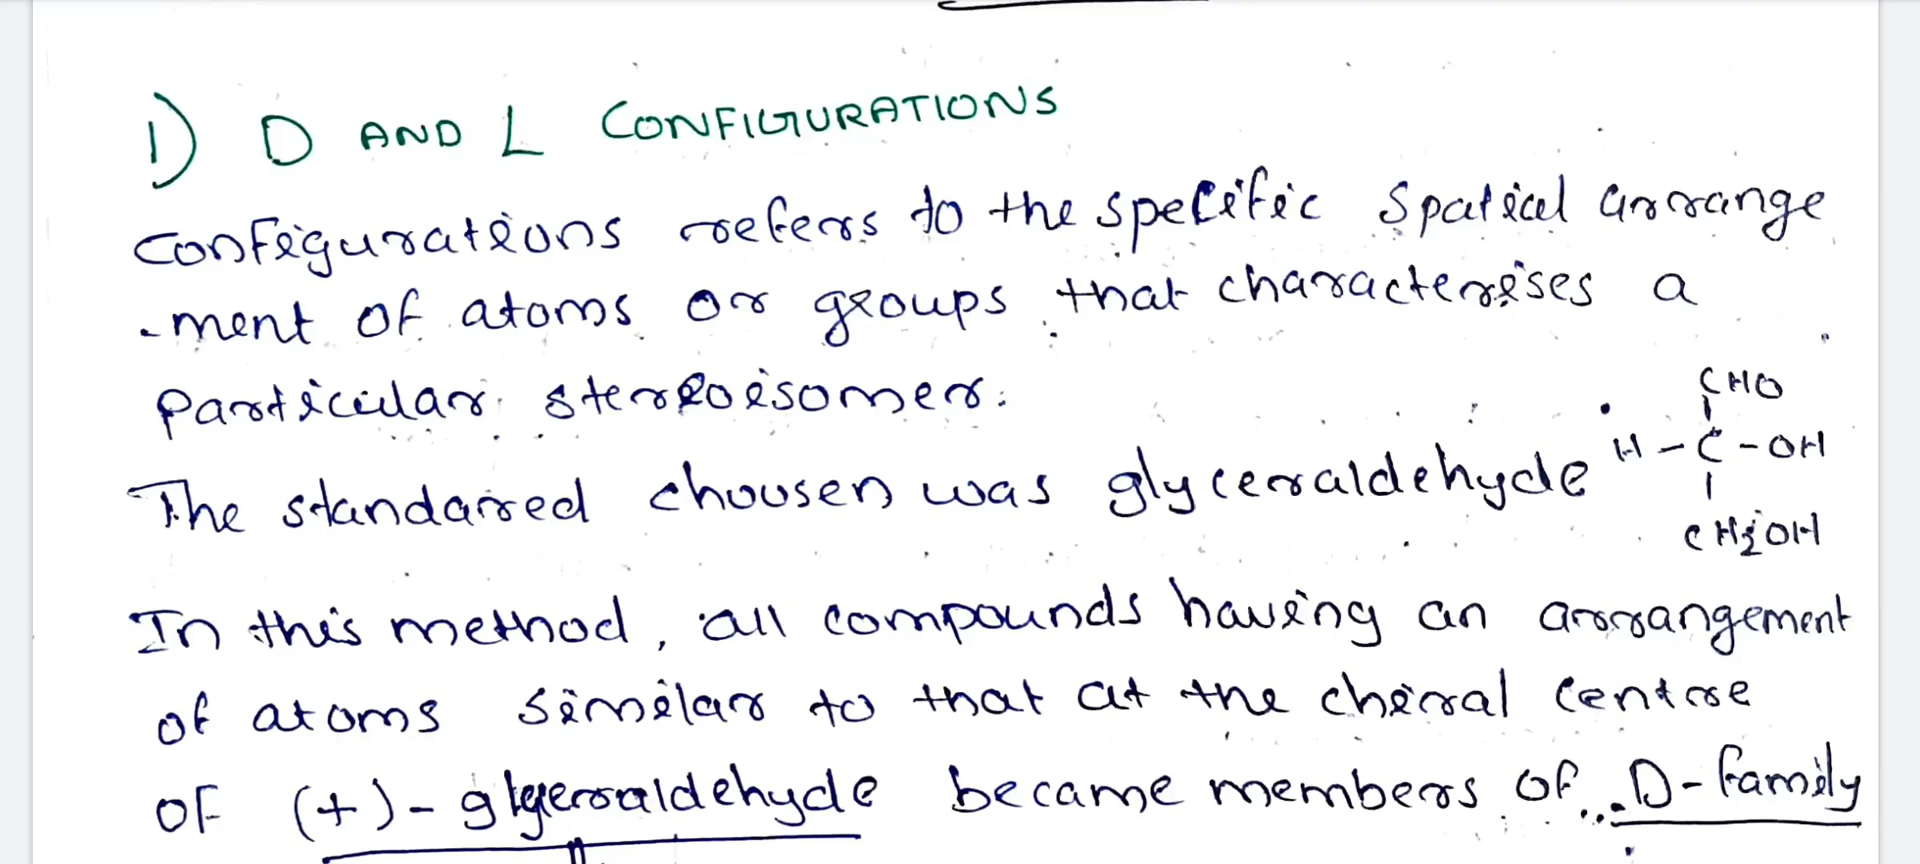 1) D AND L CONFIGURATIONS
Configurations refers to the specific spatial arrange
-ment of atoms or groups that characterises a
particular stereoisomer.
The standared chousen was glyceraldehyde
CHO
H-C-OH
CH2OH
In this method, all compounds having an arrangement
of atoms similar to that at the chiral centre
of (+)- glyeraldehyde became members of D-family